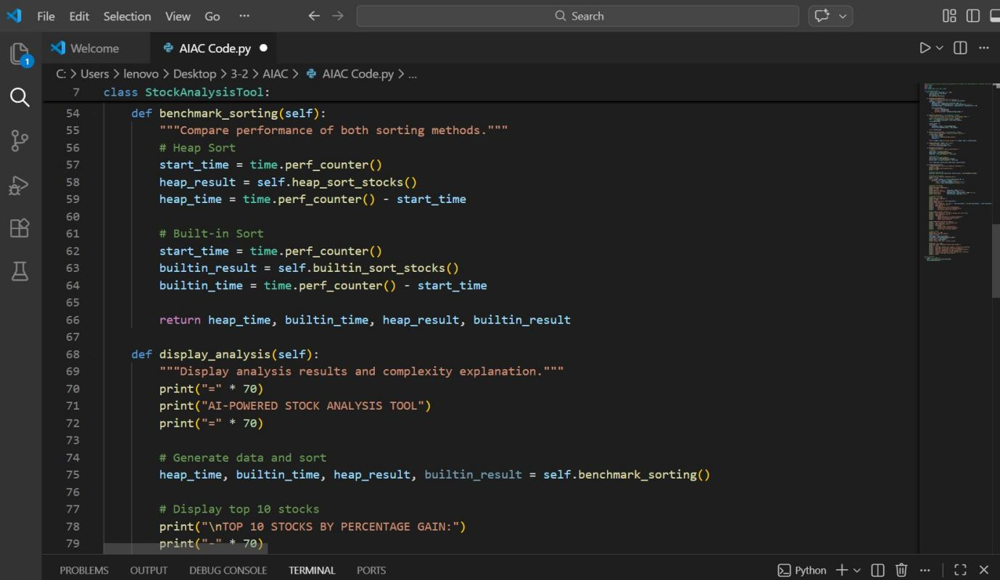 File Edit Selection View Go ··· Search
1
Welcome AIAC Code.py
C: > Users > lenovo > Desktop > 3-2 > AIAC > AIAC Code.py > ...
7 class StockAnalysisTool:
54 def benchmark_sorting(self):
55 """Compare performance of both sorting methods."""
56 # Heap Sort
57 start_time = time.perf_counter()
58 heap_result = self.heap_sort_stocks()
59 heap_time = time.perf_counter() - start_time
60
61 # Built-in Sort
62 start_time = time.perf_counter()
63 builtin_result = self.builtin_sort_stocks()
64 builtin_time = time.perf_counter() - start_time
65
66 return heap_time, builtin_time, heap_result, builtin_result
67
68 def display_analysis(self):
69 """Display analysis results and complexity explanation."""
70 print("=" * 70)
71 print("AI-POWERED STOCK ANALYSIS TOOL")
72 print("=" * 70)
73
74 # Generate data and sort
75 heap_time, builtin_time, heap_result, builtin_result = self.benchmark_sorting()
76
77 # Display top 10 stocks
78 print("\nTOP 10 STOCKS BY PERCENTAGE GAIN:")
79 print("-" * 70)
PROBLEMS OUTPUT DEBUG CONSOLE TERMINAL PORTS Python